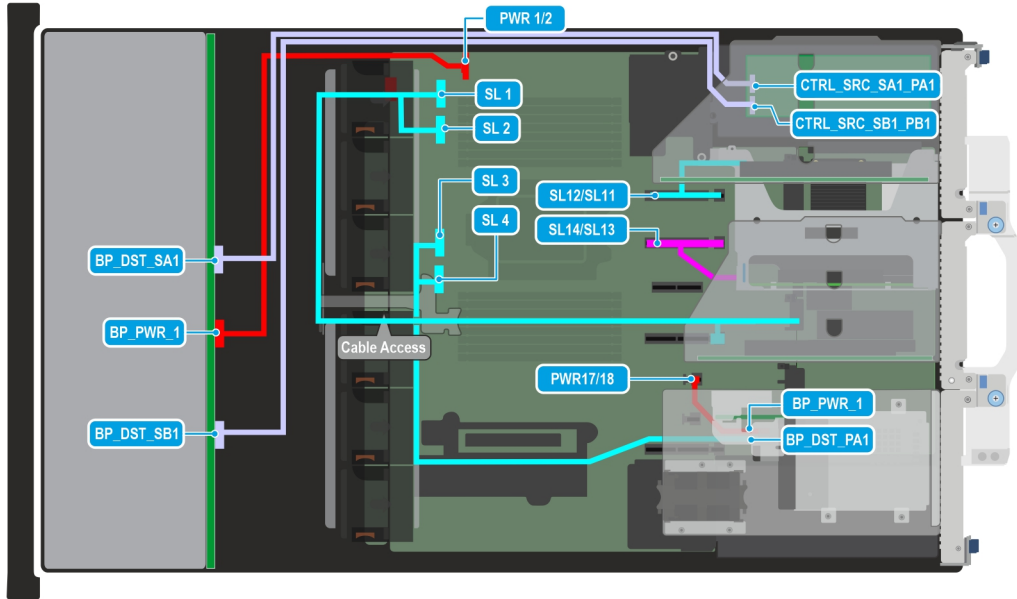 PWR 1/2
SL 1
CTRL_SRC_SA1_PA1
SL 2
CTRL_SRC_SB1_PB1
SL 3
SL12/SL11
SL 4
SL14/SL13
BP_DST_SA1
BP_PWR_1
Cable Access
PWR17/18
BP_PWR_1
BP_DST_SB1
BP_DST_PA1